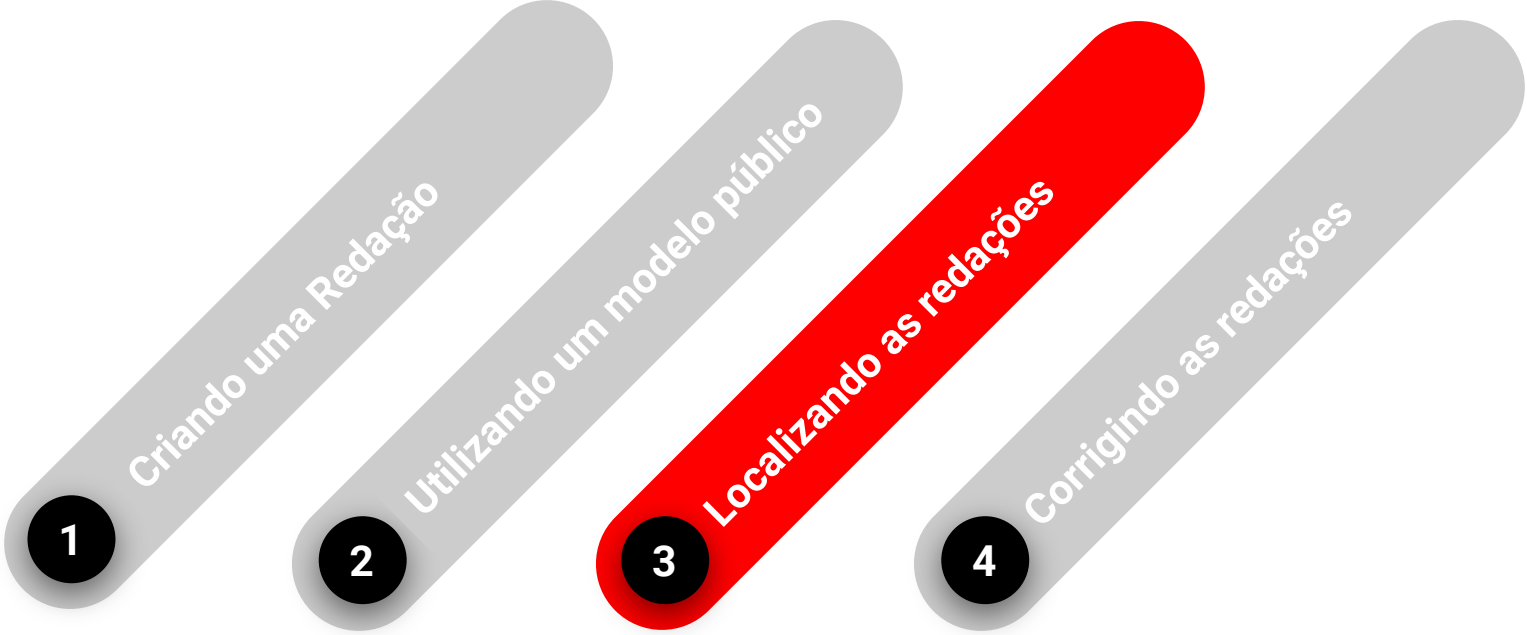 1
Criando uma Redação
2
Utilizando um modelo público
3
Localizando as redações
4
Corrigindo as redações